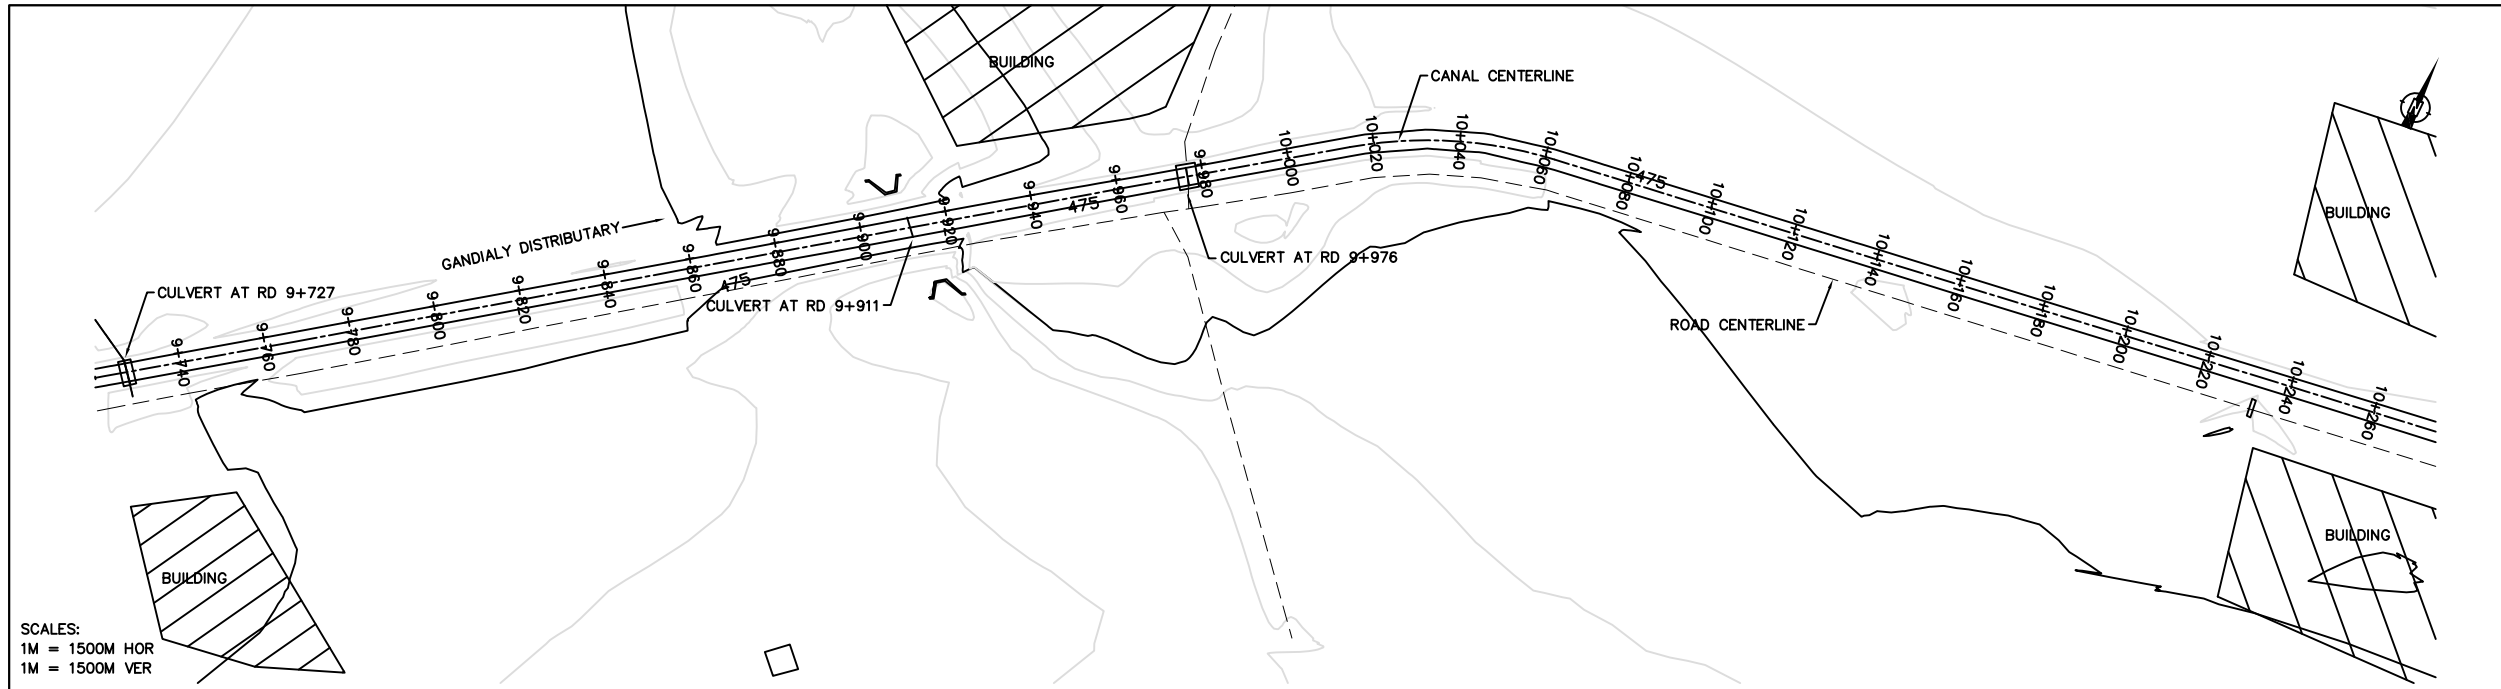 BUILDING
CANAL CENTERLINE
N
BUILDING
GANDIALY DISTRIBUTARY
CULVERT AT RD 9+727
CULVERT AT RD 9+911
CULVERT AT RD 9+976
ROAD CENTERLINE
9+740
9+760
9+780
9+800
9+820
9+840
9+860
475
9+880
9+900
9+920
9+940
475
9+960
9+980
10+000
10+020
10+040
10+060
10+080
475
10+100
10+120
10+140
10+160
10+180
10+200
10+220
10+240
10+260
BUILDING
BUILDING
SCALES:
1M = 1500M HOR
1M = 1500M VER